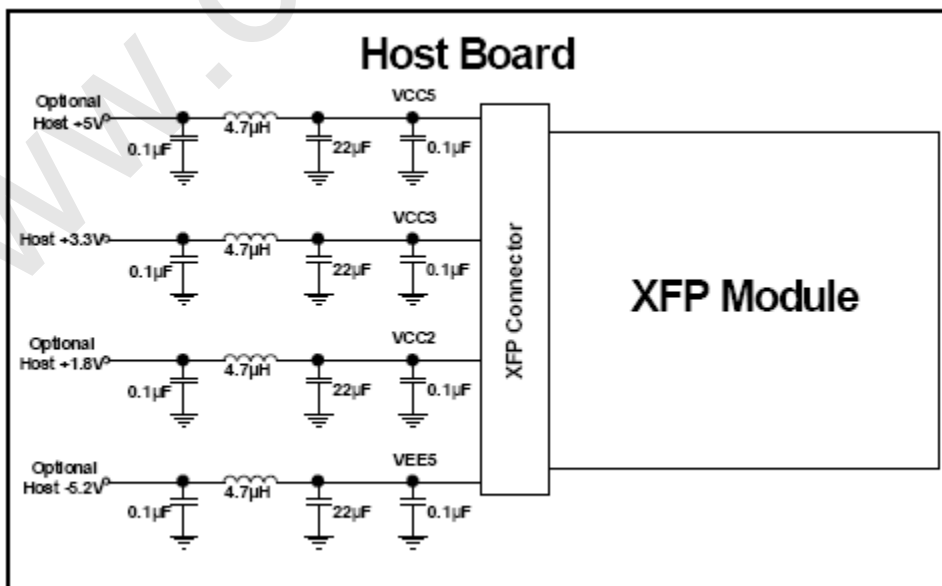 Host Board
Optional
Host +5V
0.1µF
4.7µH
22µF
VCC5
0.1µF
Host +3.3V
0.1µF
4.7µH
22µF
VCC3
0.1µF
Optional
Host +1.8V
0.1µF
4.7µH
22µF
VCC2
0.1µF
Optional
Host -5.2V
0.1µF
4.7µH
22µF
VEE5
0.1µF
XFP Connector
XFP Module